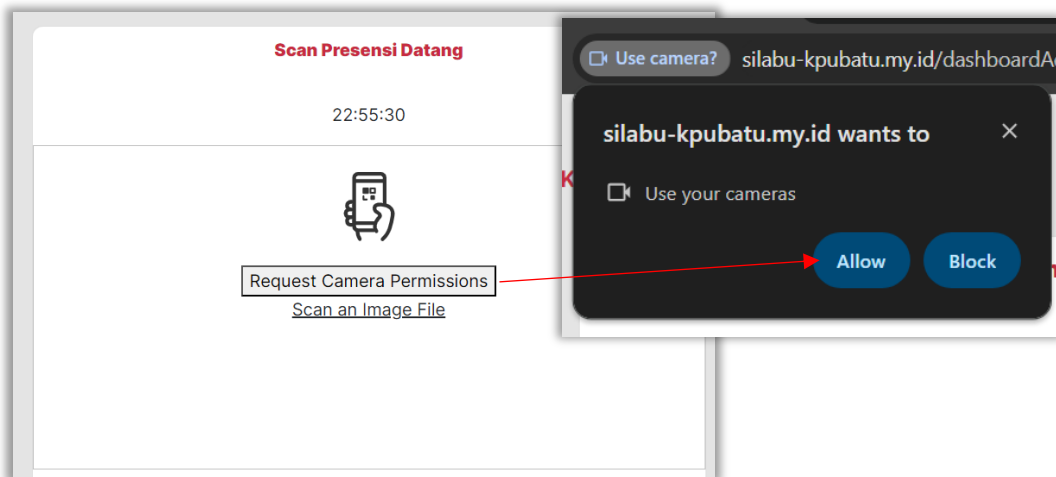 Scan Presensi Datang
22:55:30
Request Camera Permissions
Scan an Image File
Use camera? silabu-kpubatu.my.id/dashboardA
silabu-kpubatu.my.id wants to
Use your cameras
Allow Block
K